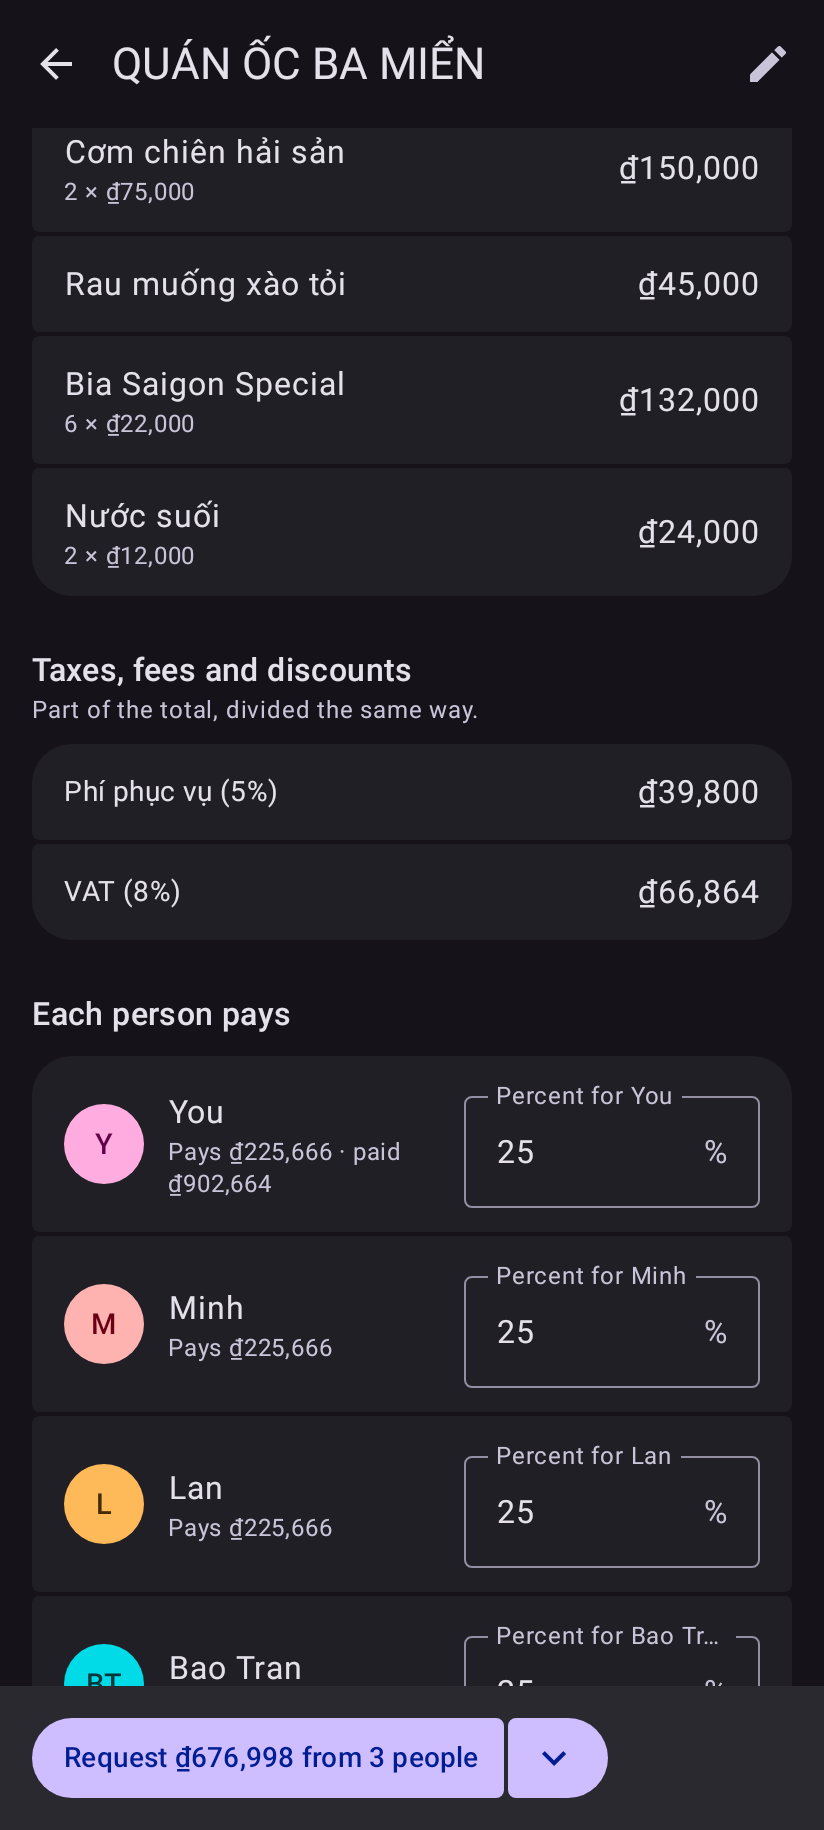 QUÁN ỐC BA MIỂN
Cơm chiên hải sản
2 × ₫75,000
₫150,000
Rau muống xào tỏi
₫45,000
Bia Saigon Special
6 × ₫22,000
₫132,000
Nước suối
2 × ₫12,000
₫24,000
Taxes, fees and discounts
Part of the total, divided the same way.
Phí phục vụ (5%)
₫39,800
VAT (8%)
₫66,864
Each person pays
Y
You
Pays ₫225,666 · paid
₫902,664
Percent for You
25 %
M
Minh
Pays ₫225,666
Percent for Minh
25 %
L
Lan
Pays ₫225,666
Percent for Lan
25 %
BT
Bao Tran
Percent for Bao Tr...
25 %
Request ₫676,998 from 3 people